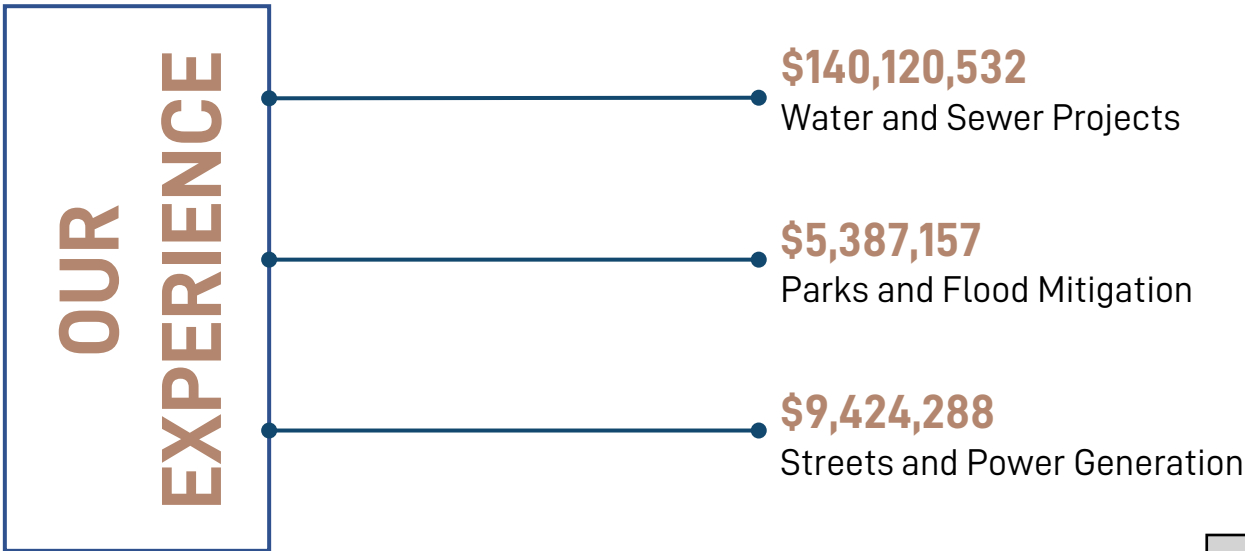 OUR
EXPERIENCE
$140,120,532
Water and Sewer Projects
$5,387,157
Parks and Flood Mitigation
$9,424,288
Streets and Power Generation